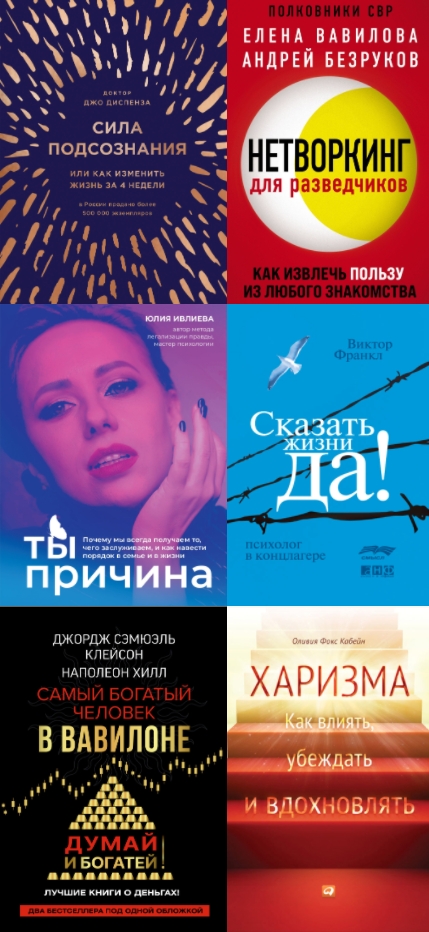 ДОКТОР
ДЖО ДИСПЕНЗА
СИЛА
ПОДСОЗНАНИЯ
ИЛИ КАК ИЗМЕНИТЬ
ЖИЗНЬ ЗА 4 НЕДЕЛИ
в России продано более
500 000 экземпляров
ПОЛКОВНИКИ СВР
ЕЛЕНА ВАВИЛОВА
АНДРЕЙ БЕЗРУКОВ
НЕТВОРКИНГ
для разведчиков
КАК ИЗВЛЕЧЬ ПОЛЬЗУ
ИЗ ЛЮБОГО ЗНАКОМСТВА
ЮЛИЯ ИВЛИЕВА
автор метода
легализации правды,
мастер психологии
ТЫ
Почему мы всегда получаем то,
чего заслуживаем, и как навести
порядок в семье и в жизни
причина
Виктор
Франкл
Сказать
жизни
да!
психолог
в концлагере
ДЖОРДЖ СЭМЮЭЛЬ
КЛЕЙСОН
НАПОЛЕОН ХИЛЛ
САМЫЙ БОГАТЫЙ
ЧЕЛОВЕК
В ВАВИЛОНЕ
ДУМАЙ
И БОГАТЕЙ!
ЛУЧШИЕ КНИГИ О ДЕНЬГАХ!
ДВА БЕСТСЕЛЛЕРА ПОД ОДНОЙ ОБЛОЖКОЙ
Оливия Фокс Кабейн
ХАРИЗМА
Как влиять,
убеждать
и вдохновлять